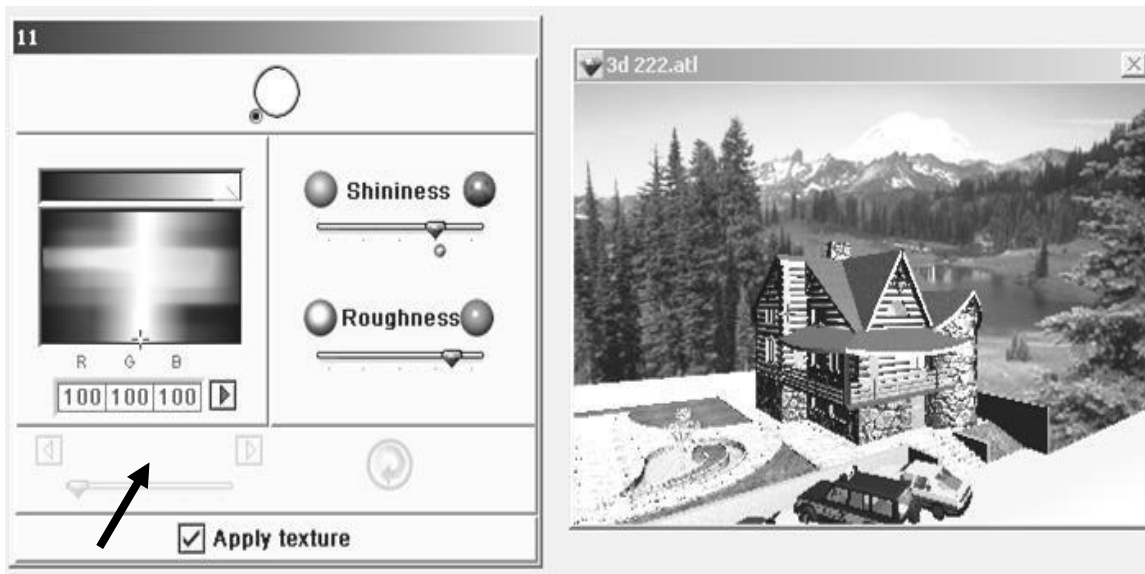 11
Shininess
Roughness
R G B
100 100 100
Apply texture
3d 222.atl